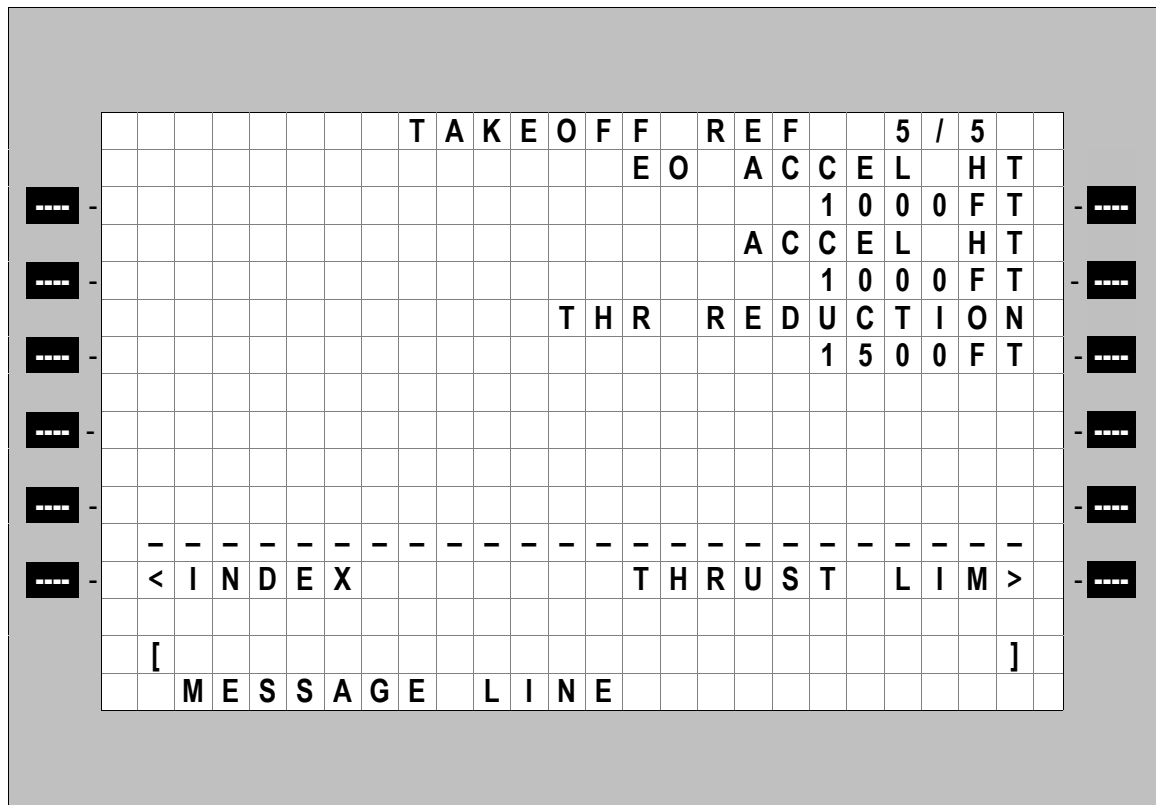 TAKEOFF REF 5/5
EO ACCEL HT
---- - 1000FT - ----
ACCEL HT
---- - 1000FT - ----
THR REDUCTION
---- - 1500FT - ----
---- - - ----
---- - - ----
– – – – – – – – – – – – – – – – – – – – – – – –
---- - <INDEX THRUST LIM> - ----
[ ]
MESSAGE LINE